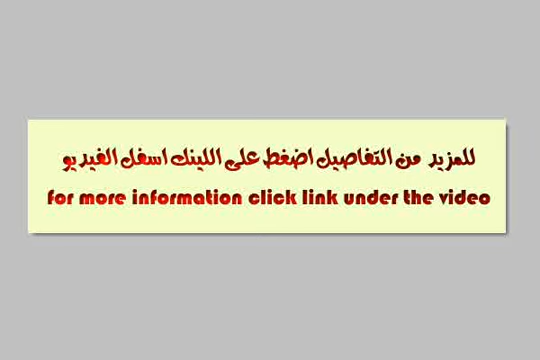 للمزيد من التفاصيل اضغط على اللينك اسفل الفيديو
for more information click link under the video